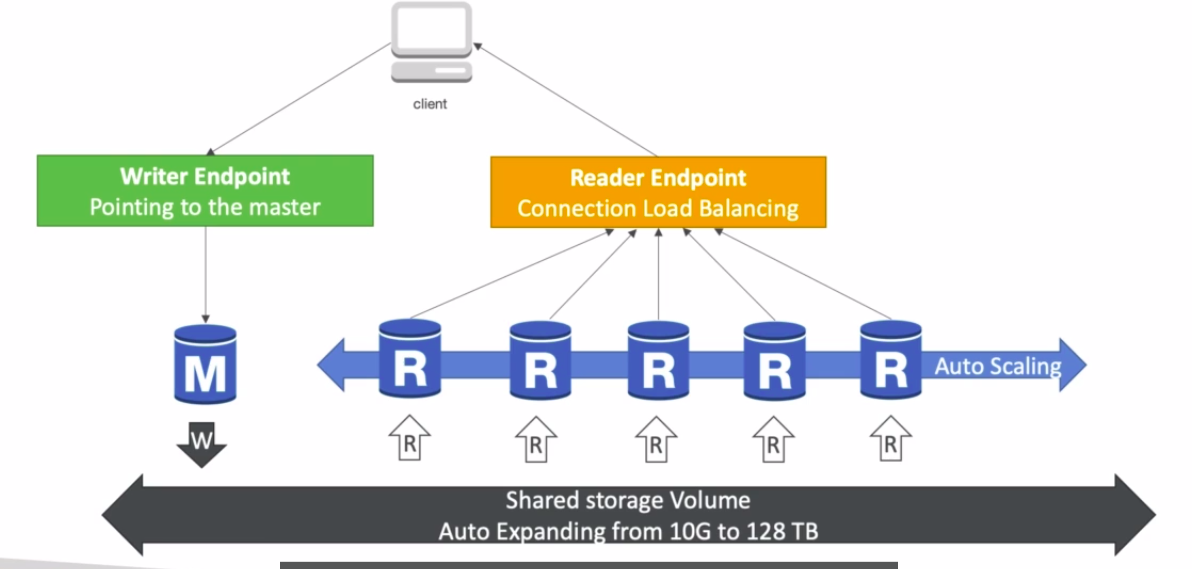 client
Writer Endpoint
Pointing to the master
Reader Endpoint
Connection Load Balancing
M
R
R
R
R
R
Auto Scaling
W
R
R
R
R
R
Shared storage Volume
Auto Expanding from 10G to 128 TB